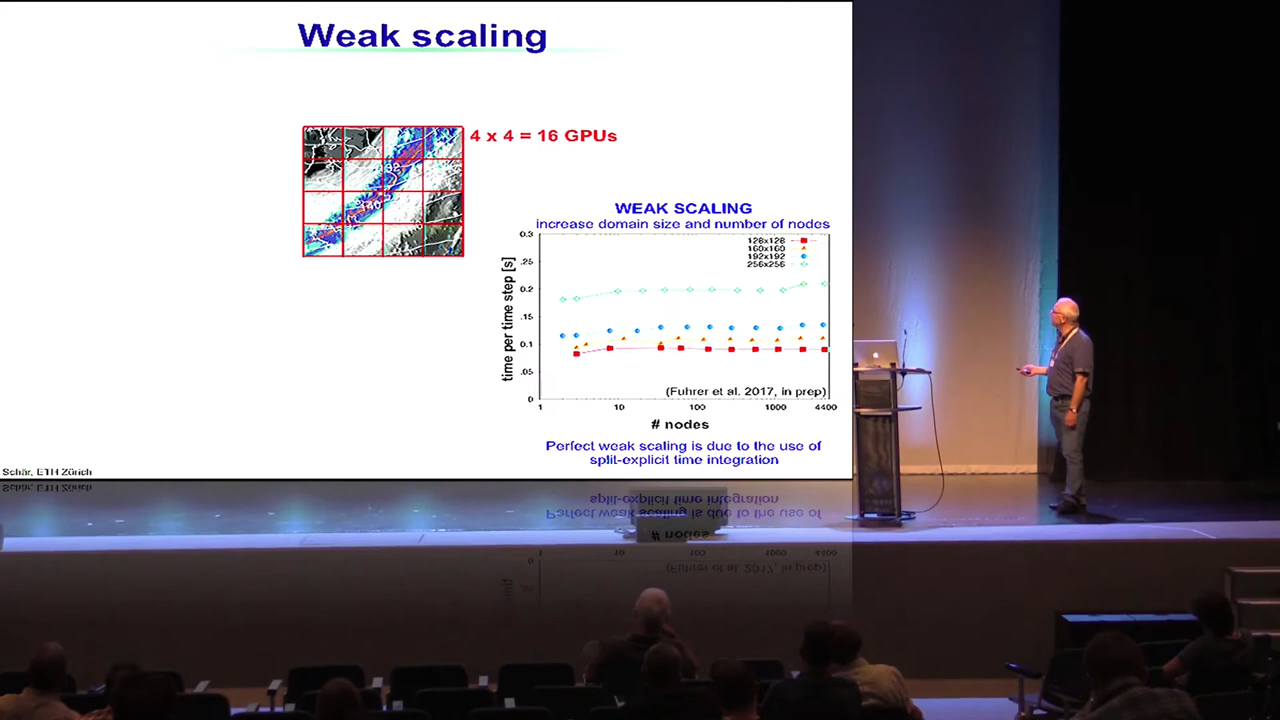 Weak scaling
4 x 4 = 16 GPUs
WEAK SCALING
increase domain size and number of nodes
0.3
.25
0.2
.15
0.1
.05
0
time per time step [s]
128x128
160x160
192x192
256x256
(Fuhrer et al. 2017, in prep)
1 10 100 1000 4400
# nodes
Perfect weak scaling is due to the use of
split-explicit time integration
Schär, ETH Zürich